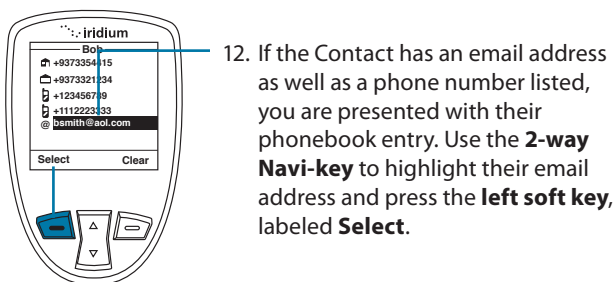 iridium
Bob
+9373354415
+9373321234
+123456789
+1112223333
@ bsmith@aol.com
Select Clear
12. If the Contact has an email address
as well as a phone number listed,
you are presented with their
phonebook entry. Use the 2-way
Navi-key to highlight their email
address and press the left soft key,
labeled Select.